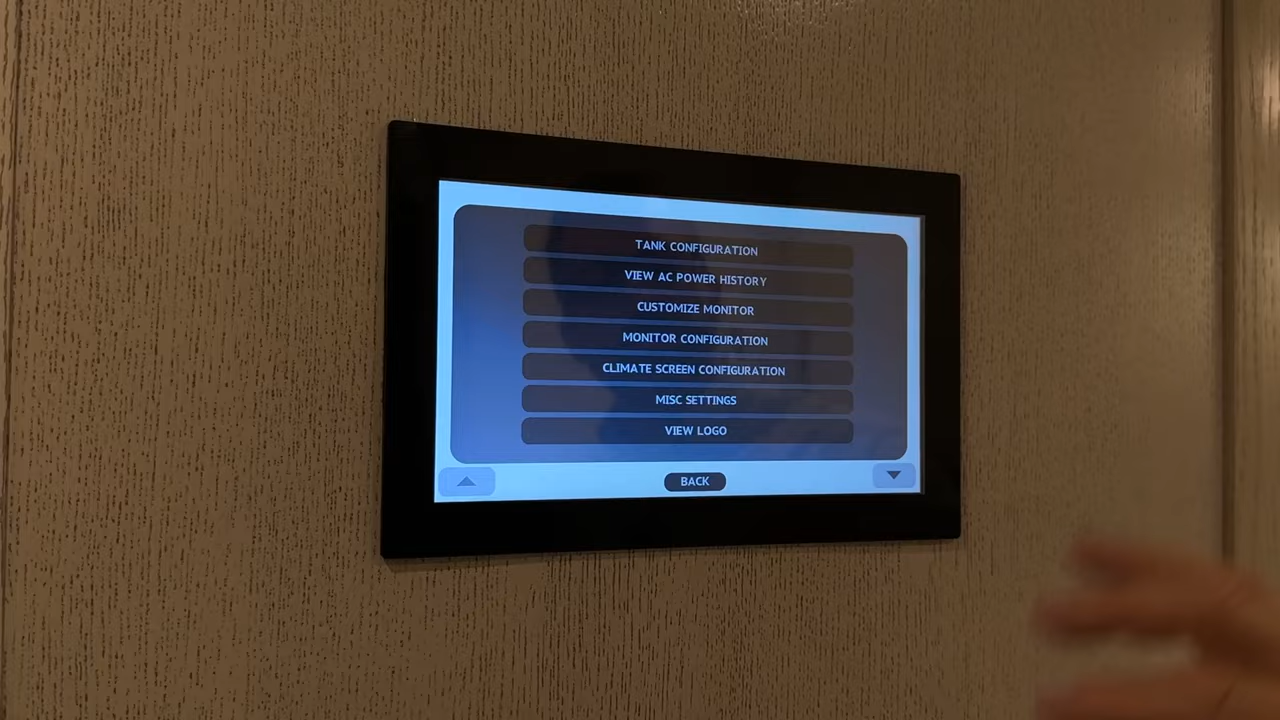 TANK CONFIGURATION
VIEW AC POWER HISTORY
CUSTOMIZE MONITOR
MONITOR CONFIGURATION
CLIMATE SCREEN CONFIGURATION
MISC SETTINGS
VIEW LOGO
BACK